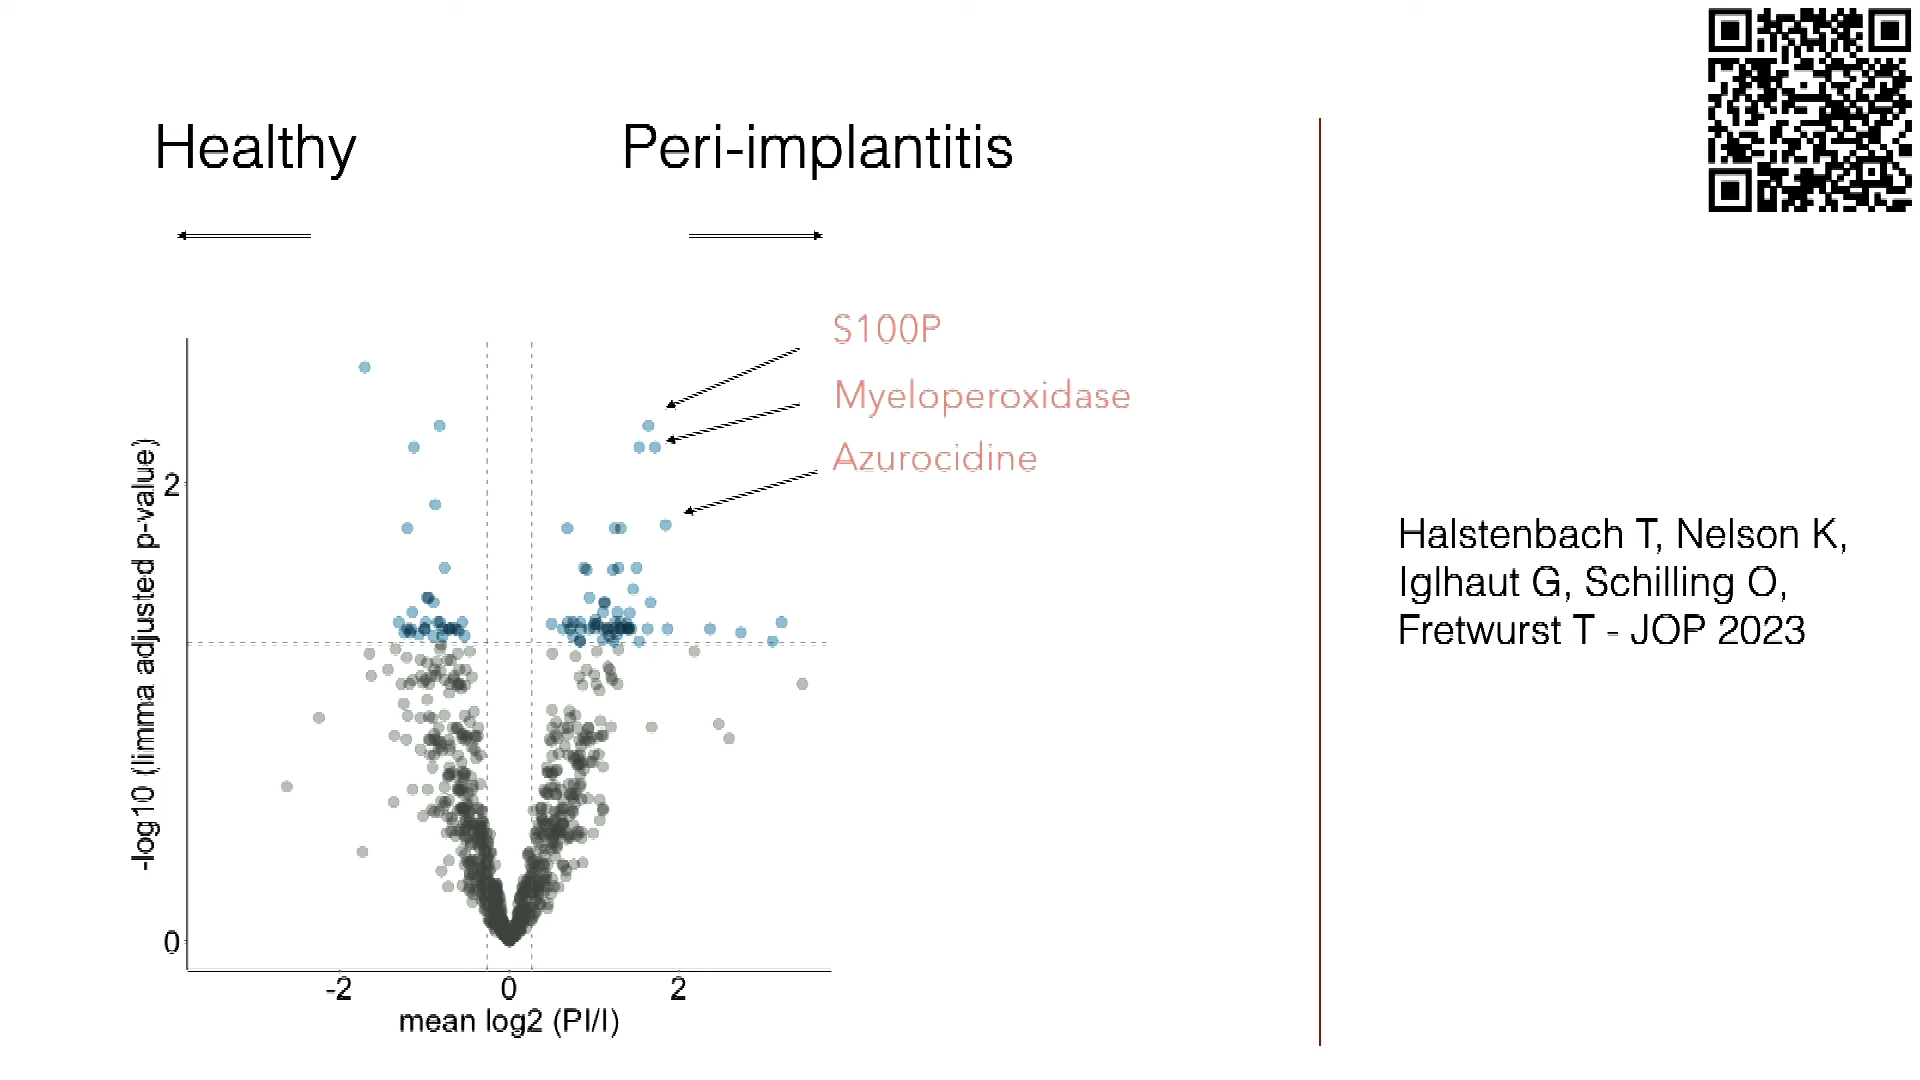 Healthy
Peri-implantitis
S100P
Myeloperoxidase
Azurocidine
-log10 (limma adjusted p-value)
2
0
-2
0
2
mean log2 (PI/I)
Halstenbach T, Nelson K,
Iglhaut G, Schilling O,
Fretwurst T - JOP 2023